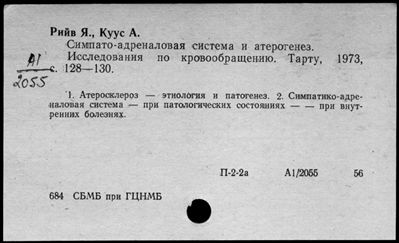 Рийв Я., Куус А.
Симпато-адреналовая система и атерогенез.
Исследования по кровообращению. Тарту, 1973,
с. 128—130.
А1
2055
1. Атеросклероз — этиология и патогенез. 2. Симпатико-адре-
наловая система — при патологических состояниях — — при внут-
ренних болезнях.
П-2-2а А1/2055 56
684 СБМБ при ГЦНМБ